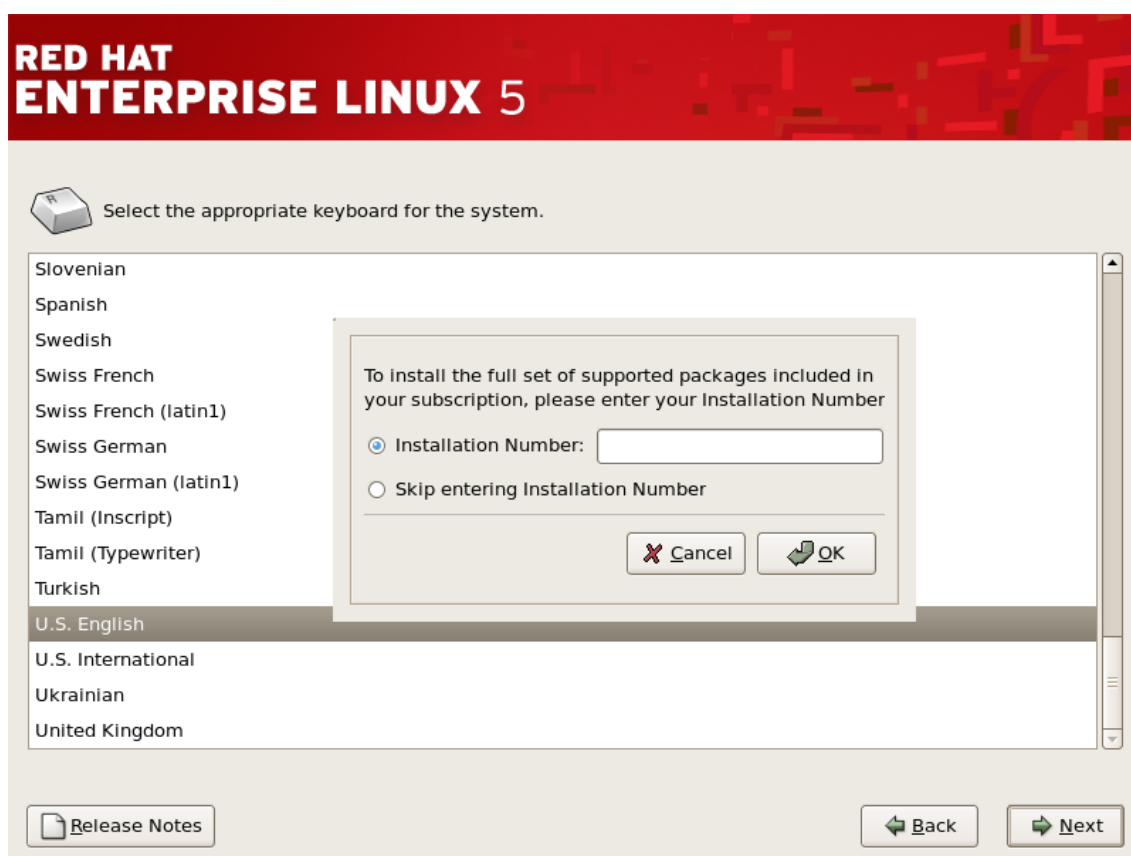 RED HAT
ENTERPRISE LINUX 5
Select the appropriate keyboard for the system.
Slovenian
Spanish
Swedish
Swiss French
Swiss French (latin1)
Swiss German
Swiss German (latin1)
Tamil (Inscript)
Tamil (Typewriter)
Turkish
U.S. English
U.S. International
Ukrainian
United Kingdom
To install the full set of supported packages included in
your subscription, please enter your Installation Number
Installation Number:
Skip entering Installation Number
Cancel OK
Release Notes Back Next